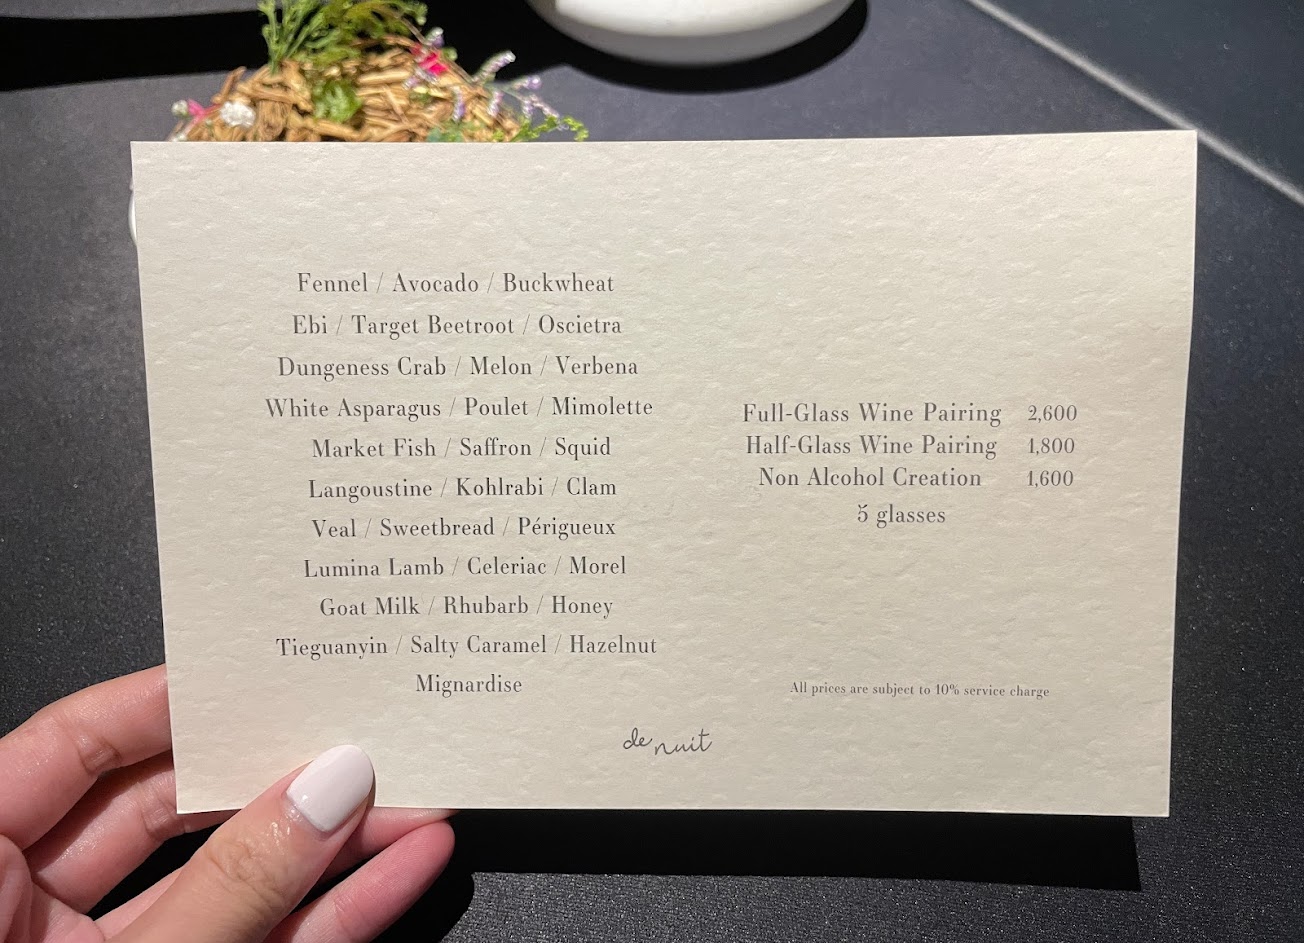 Fennel / Avocado / Buckwheat
Ebi / Target Beetroot / Oscietra
Dungeness Crab / Melon / Verbena
White Asparagus / Poulet / Mimolette
Market Fish / Saffron / Squid
Langoustine / Kohlrabi / Clam
Veal / Sweetbread / Périgueux
Lumina Lamb / Celeriac / Morel
Goat Milk / Rhubarb / Honey
Tieguanyin / Salty Caramel / Hazelnut
Mignardise
Full-Glass Wine Pairing 2,600
Half-Glass Wine Pairing 1,800
Non Alcohol Creation 1,600
5 glasses
All prices are subject to 10% service charge
de nuit